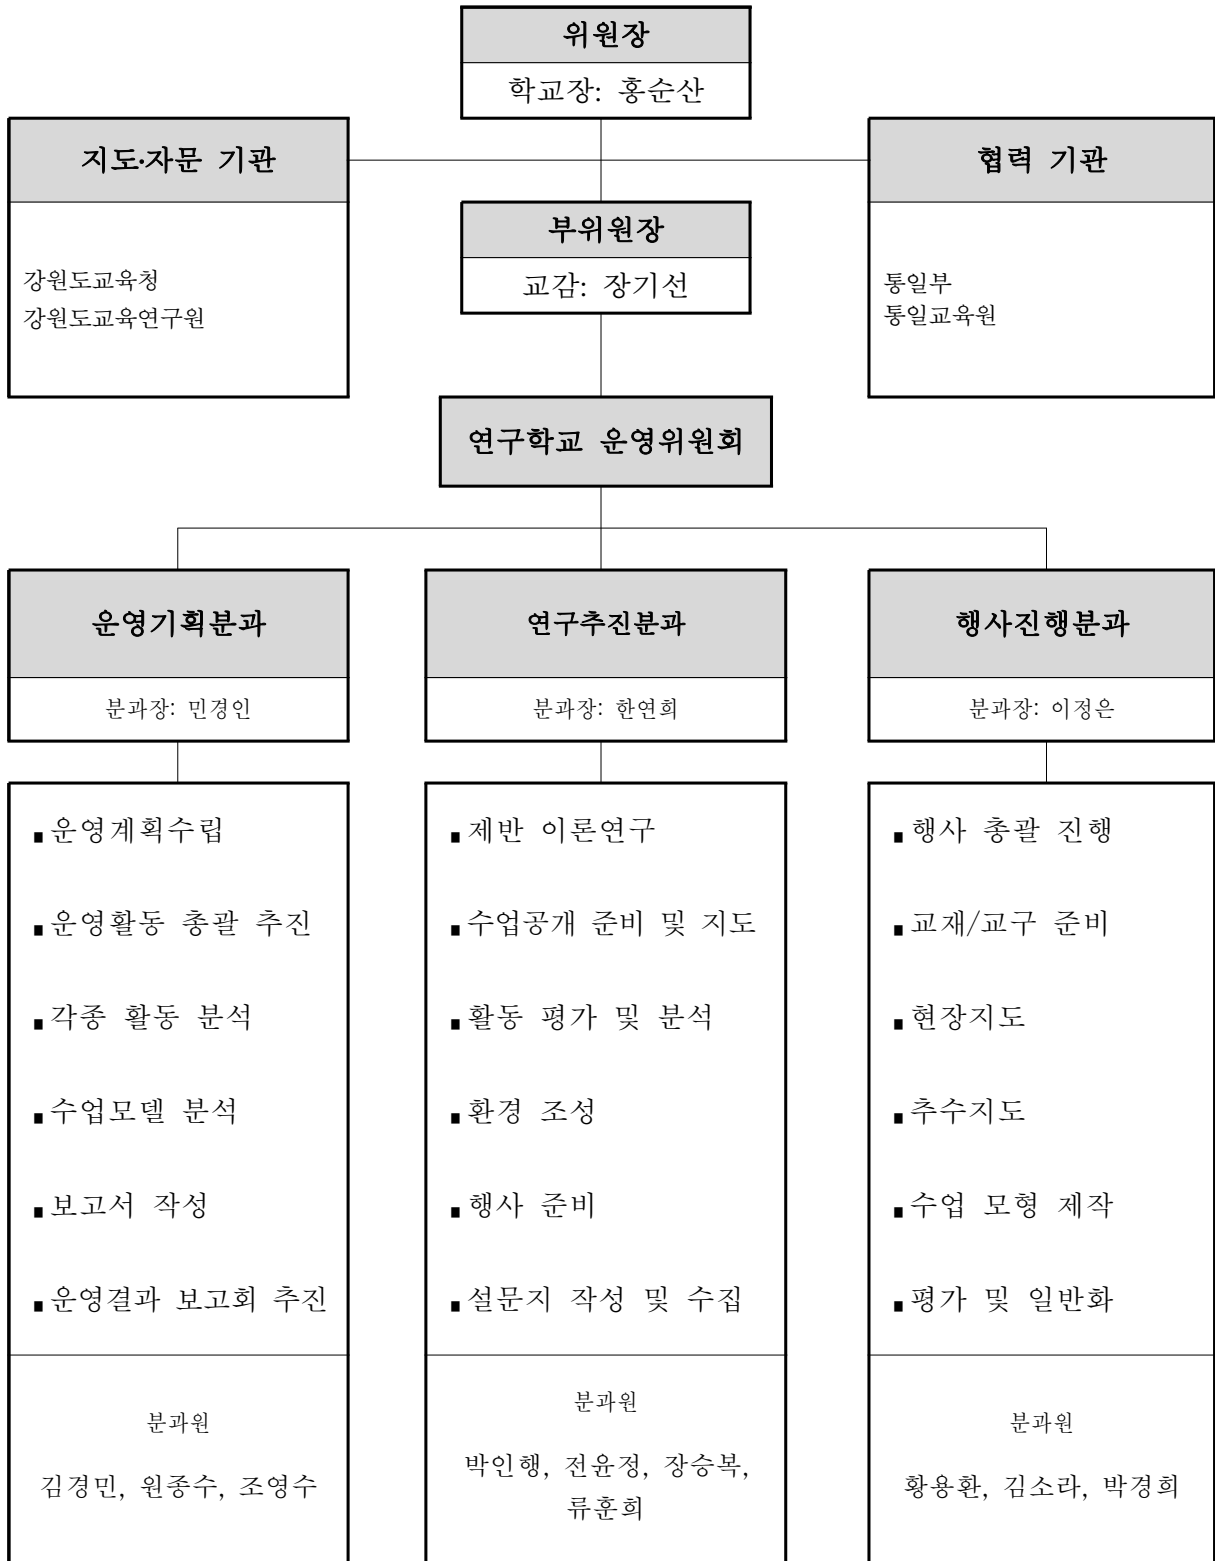 위원장
학교장: 홍순산
지도·자문 기관
강원도교육청
강원도교육연구원
협력 기관
통일부
통일교육원
부위원장
교감: 장기선
연구학교 운영위원회
운영기획분과
분과장: 민경인
■운영계획수립
■운영활동 총괄 추진
■각종 활동 분석
■수업모델 분석
■보고서 작성
■운영결과 보고회 추진
분과원
김경민, 원종수, 조영수
연구추진분과
분과장: 한연희
■제반 이론연구
■수업공개 준비 및 지도
■활동 평가 및 분석
■환경 조성
■행사 준비
■설문지 작성 및 수집
분과원
박인행, 전윤정, 장승복,
류훈희
행사진행분과
분과장: 이정은
■행사 총괄 진행
■교재/교구 준비
■현장지도
■추수지도
■수업 모형 제작
■평가 및 일반화
분과원
황용환, 김소라, 박경희